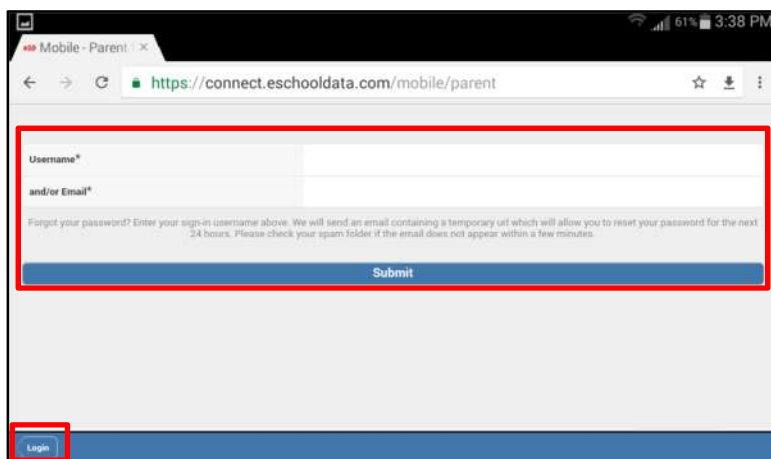 61% 3:38 PM
Mobile - Parent
https://connect.eschooldata.com/mobile/parent
Username*
and/or Email*
Forgot your password? Enter your sign-in username above. We will send an email containing a temporary url which will allow you to reset your password for the next
24 hours. Please check your spam folder if the email does not appear within a few minutes.
Submit
Login